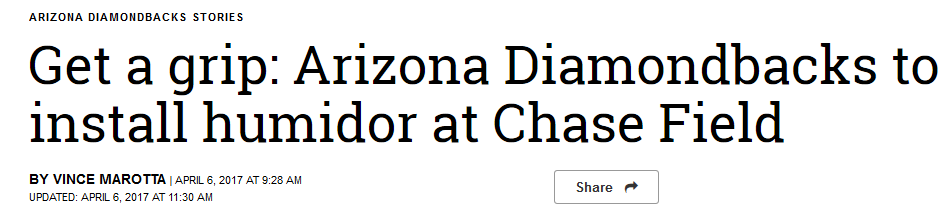 ARIZONA DIAMONDBACKS STORIES
Get a grip: Arizona Diamondbacks to
install humidor at Chase Field
BY VINCE MAROTTA | APRIL 6, 2017 AT 9:28 AM
UPDATED: APRIL 6, 2017 AT 11:30 AM
Share